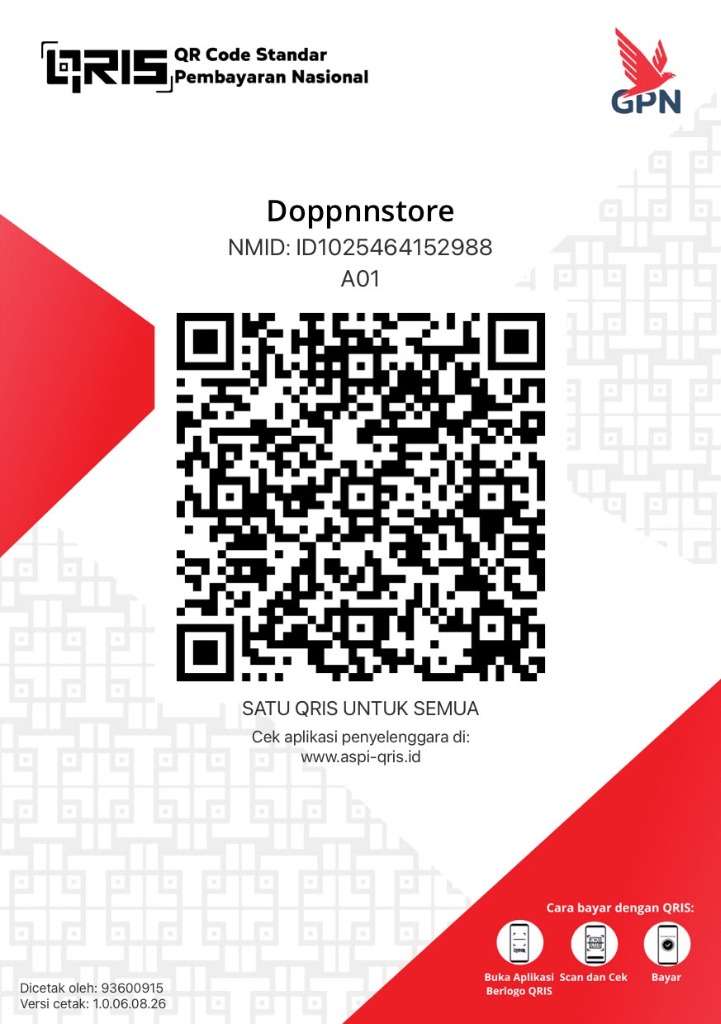 QRIS
QR Code Standar
Pembayaran Nasional
GPN
Doppnnstore
NMID: ID1025464152988
A01
SATU QRIS UNTUK SEMUA
Cek aplikasi penyelenggara di:
www.aspi-qris.id
Cara bayar dengan QRIS:
Buka Aplikasi
Berlogo QRIS
Scan dan Cek
Bayar
Dicetak oleh: 93600915
Versi cetak: 1.0.06.08.26